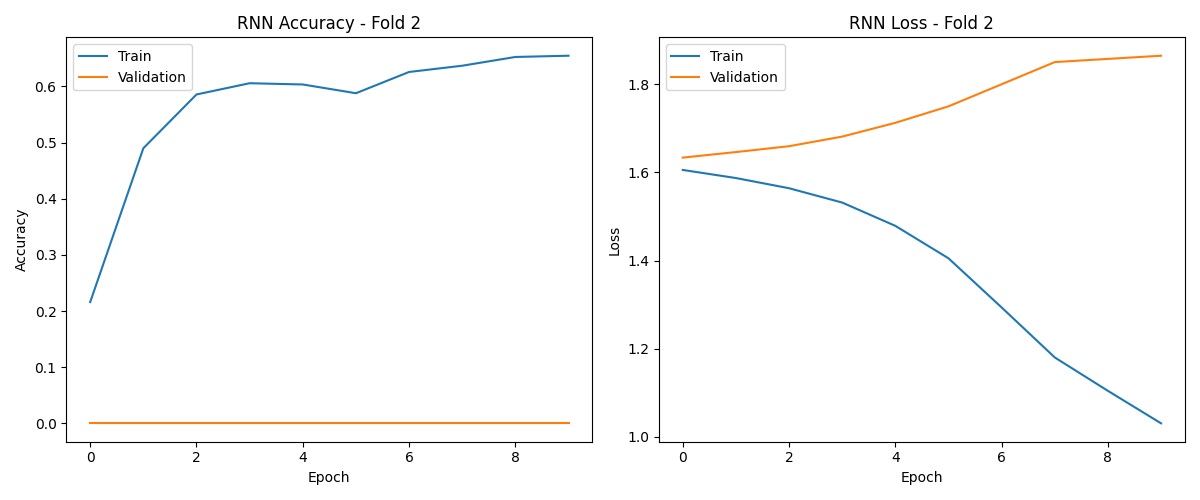 RNN Accuracy - Fold 2
Train
Validation
0.6
0.5
0.4
0.3
0.2
0.1
0.0
Accuracy
0 2 4 6 8
Epoch
RNN Loss - Fold 2
Train
Validation
1.8
1.6
1.4
1.2
1.0
Loss
0 2 4 6 8
Epoch